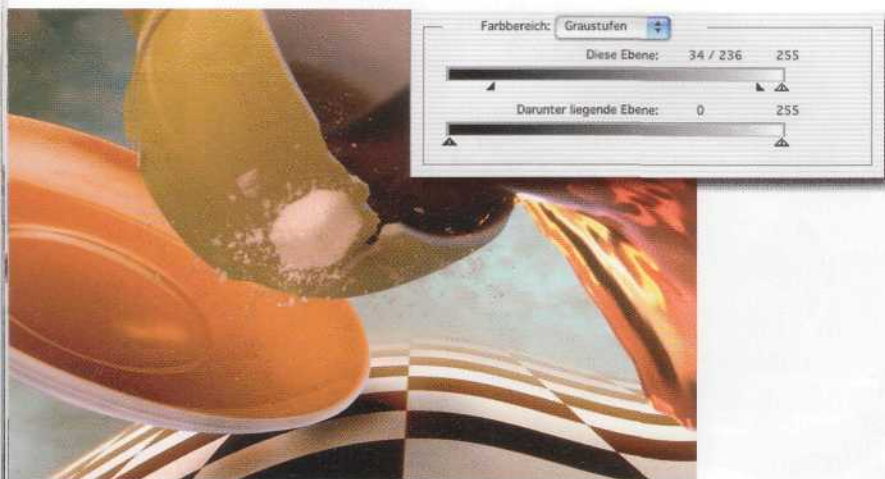 Farbbereich: Graustufen
Diese Ebene: 34 / 236 255
Darunter liegende Ebene: 0 255